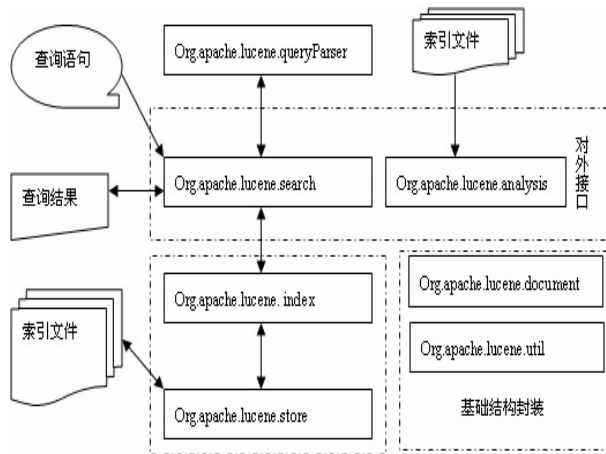 查询语句
Org.apache.lucene.queryParser
索引文件
对外接口
Org.apache.lucene.search
Org.apache.lucene.analysis
查询结果
Org.apache.lucene. index
Org.apache.lucene.document
索引文件
Org.apache.lucene.util
Org.apache.lucene.store
基础结构封装